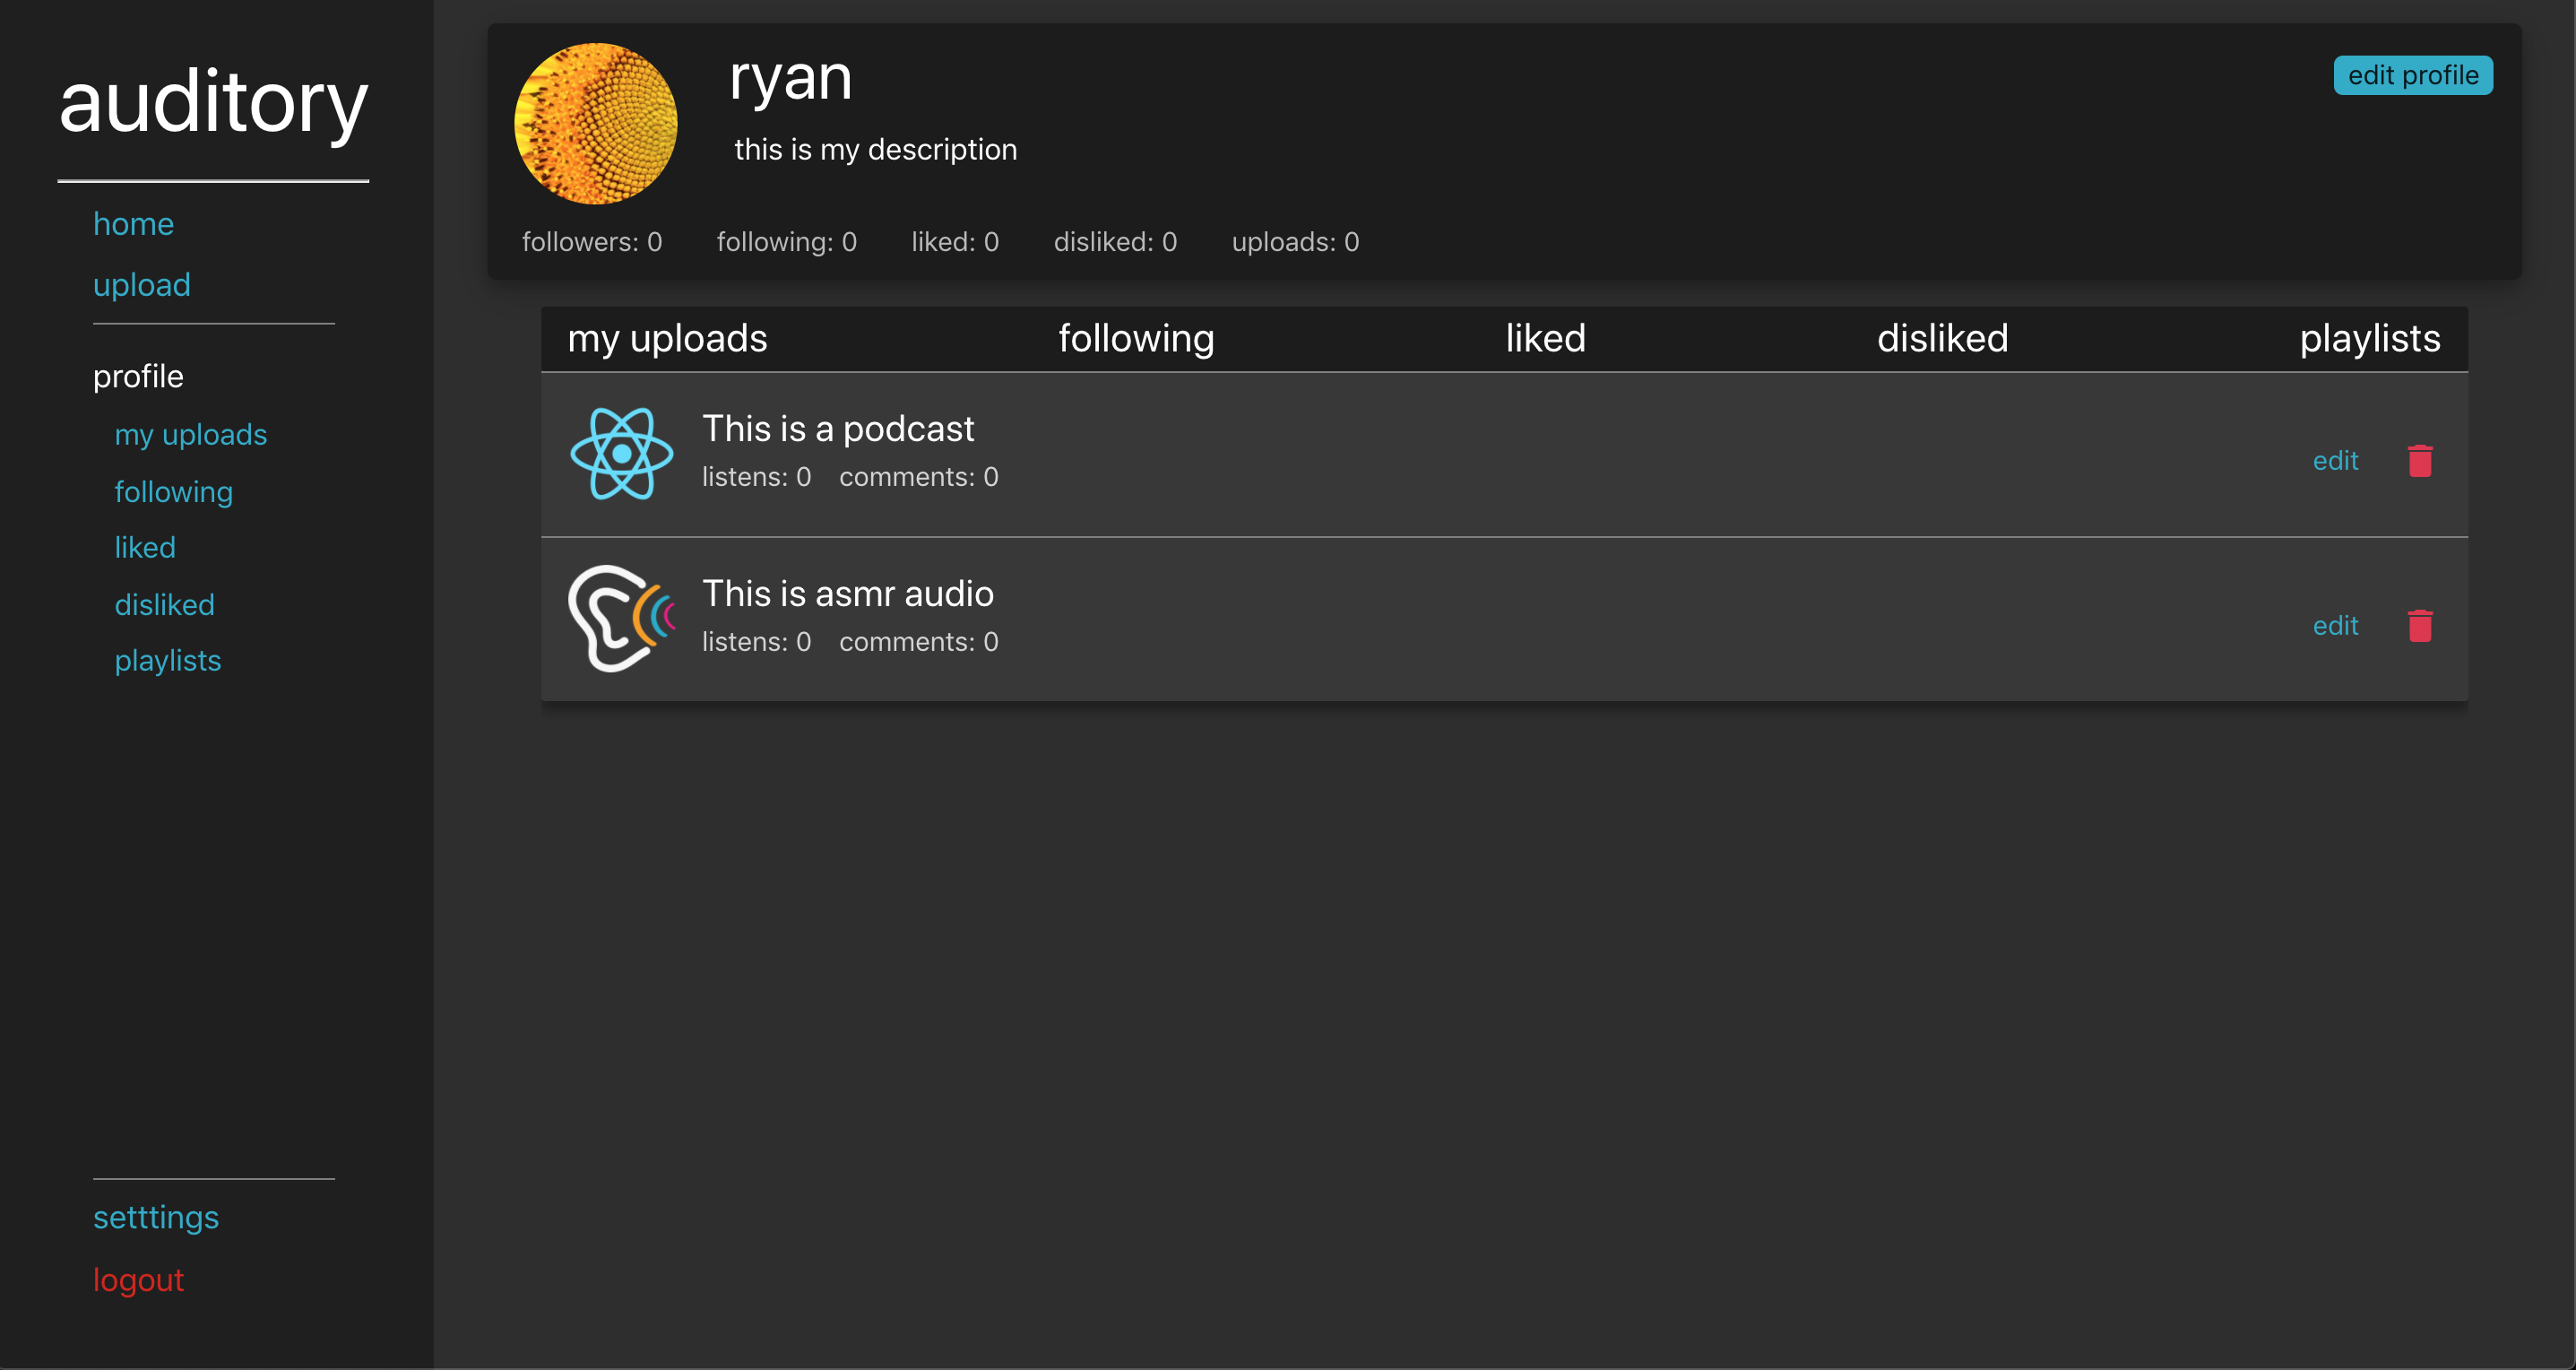 auditory
home
upload
profile
my uploads
following
liked
disliked
playlists
setttings
logout
ryan
edit profile
this is my description
followers: 0 following: 0 liked: 0 disliked: 0 uploads: 0
my uploads following liked disliked playlists
This is a podcast
listens: 0 comments: 0
edit
This is asmr audio
listens: 0 comments: 0
edit